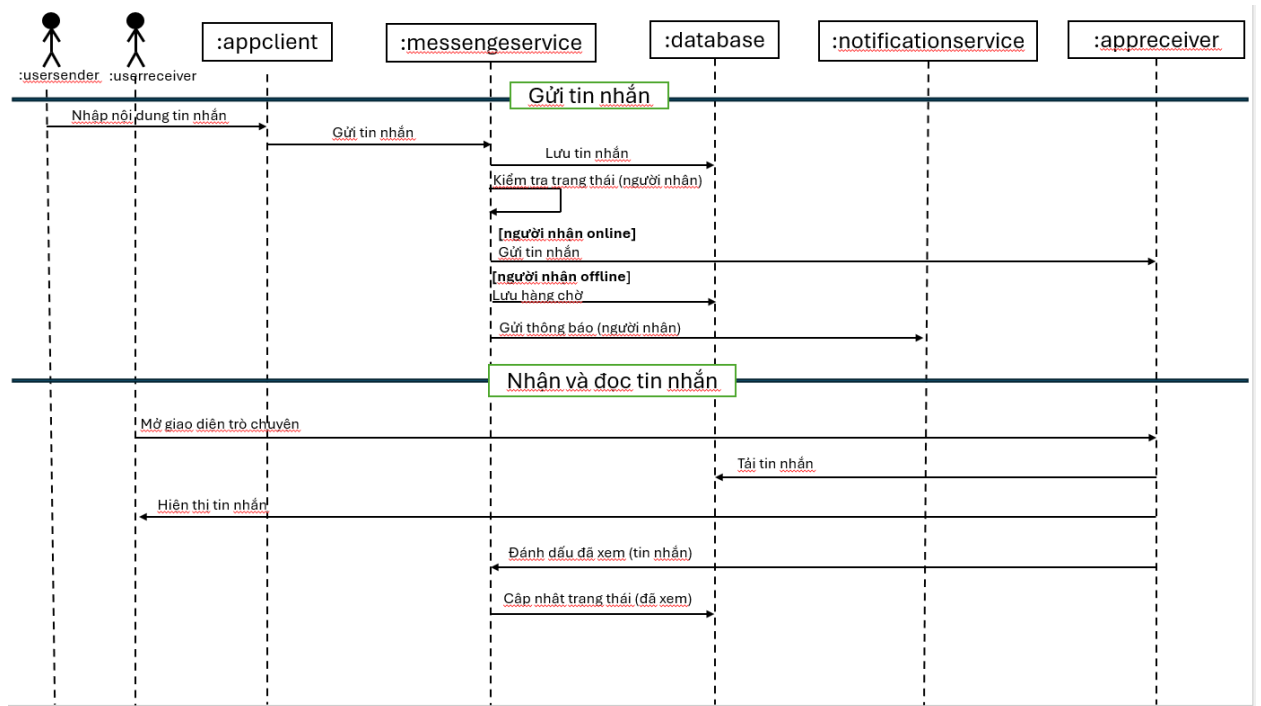 :appclient
:messengeservice
:database
:notificationservice
:appreceiver
:usersender
:userreceiver
Gửi tin nhắn
Nhập nội dung tin nhắn
Gửi tin nhắn
Lưu tin nhắn
Kiểm tra trạng thái (người nhận)
[người nhận online]
Gửi tin nhắn
[người nhận offline]
Lưu hàng chờ
Gửi thông báo (người nhận)
Nhận và đọc tin nhắn
Mở giao diện trò chuyện
Tải tin nhắn
Hiện thị tin nhắn
Đánh dấu đã xem (tin nhắn)
Cập nhật trạng thái (đã xem)